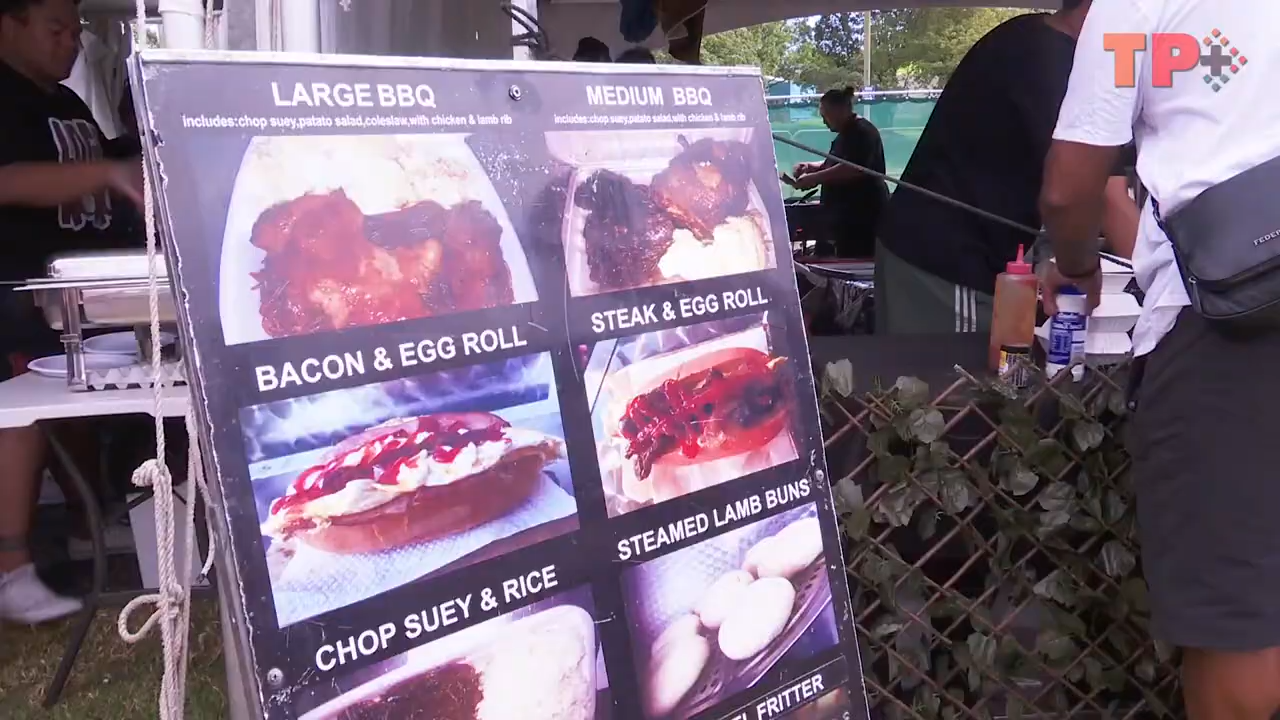 TP+
LARGE BBQ
includes:chop suey,patato salad,coleslaw,with chicken & lamb rib
MEDIUM BBQ
includes:chop suey,patato salad,with chicken & lamb rib
BACON & EGG ROLL
STEAK & EGG ROLL
CHOP SUEY & RICE
STEAMED LAMB BUNS
FRITTER